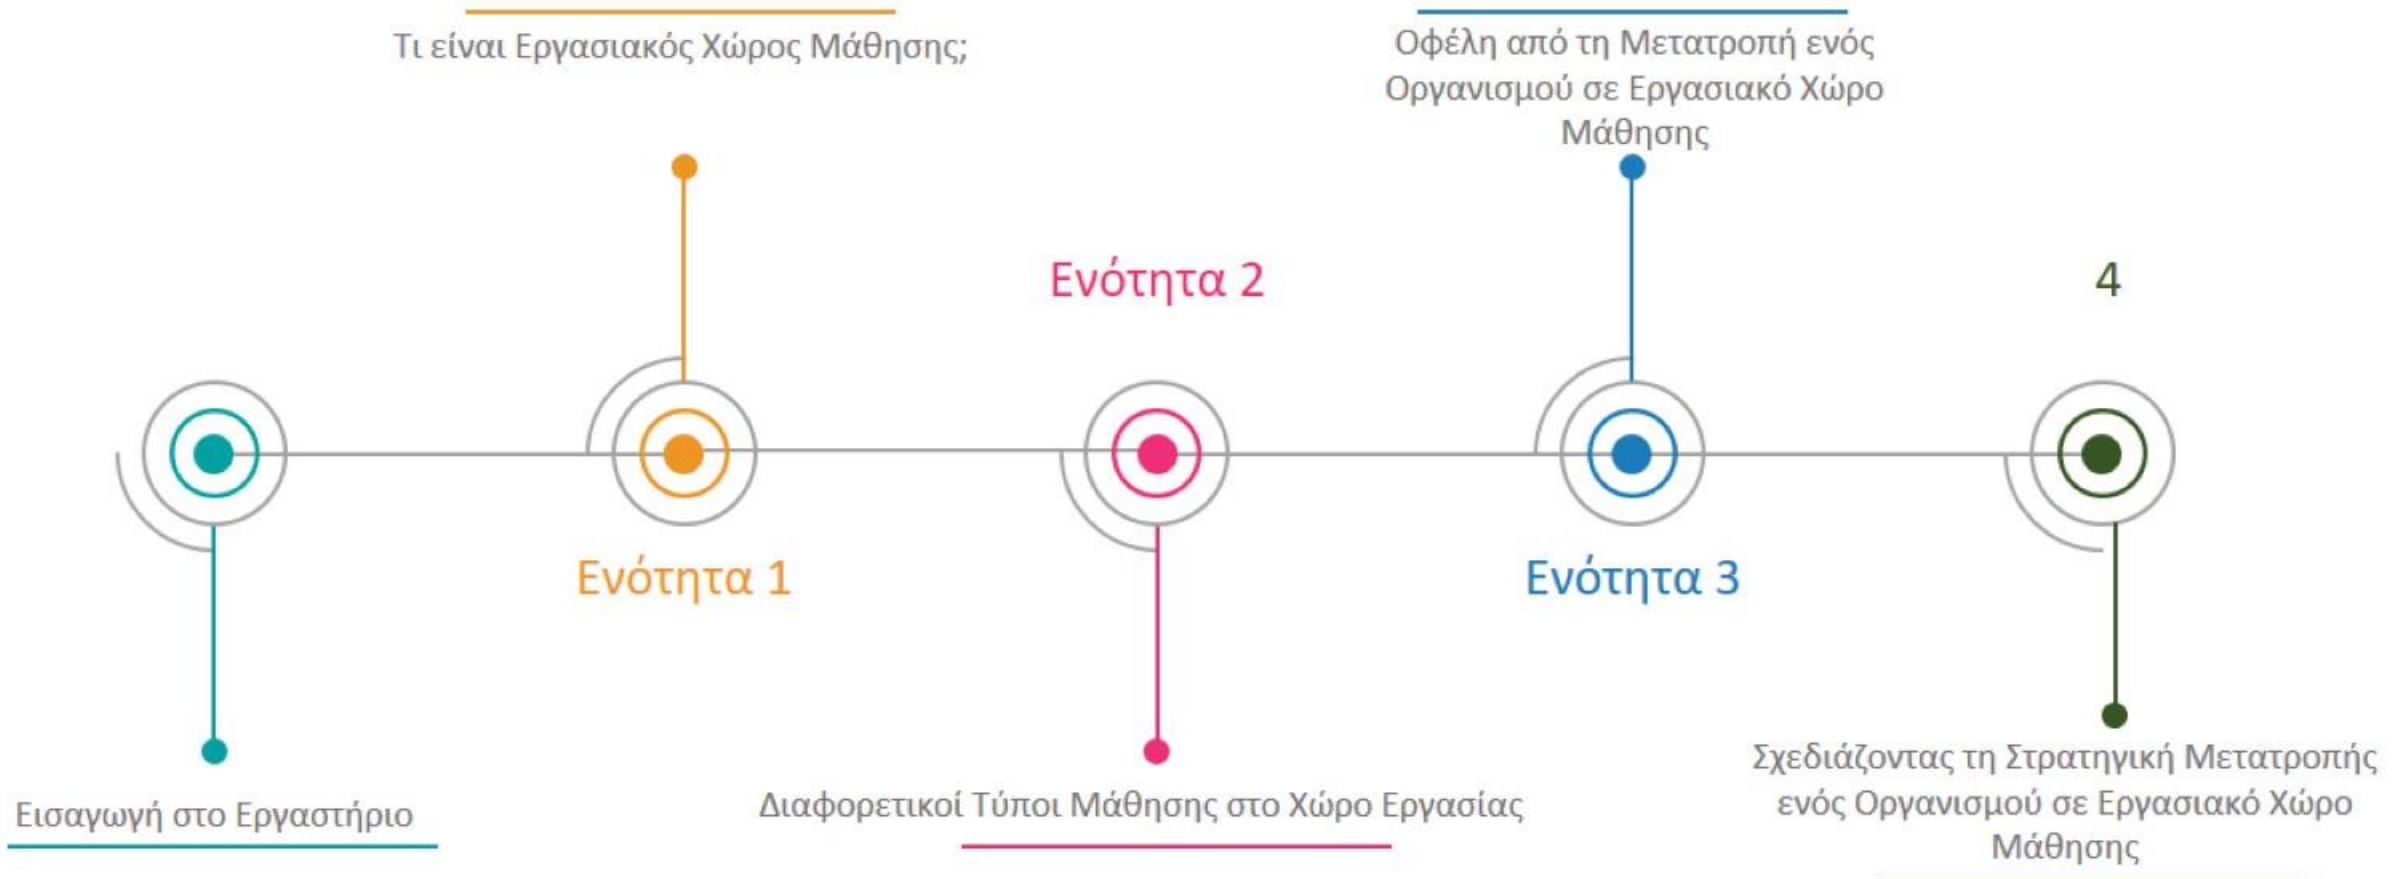 Τι είναι Εργασιακός Χώρος Μάθησης;
Οφέλη από τη Μετατροπή ενός
Οργανισμού σε Εργασιακό Χώρο
Μάθησης
Ενότητα 2
4
Ενότητα 1
Ενότητα 3
Εισαγωγή στο Εργαστήριο
Διαφορετικοί Τύποι Μάθησης στο Χώρο Εργασίας
Σχεδιάζοντας τη Στρατηγική Μετατροπής
ενός Οργανισμού σε Εργασιακό Χώρο
Μάθησης